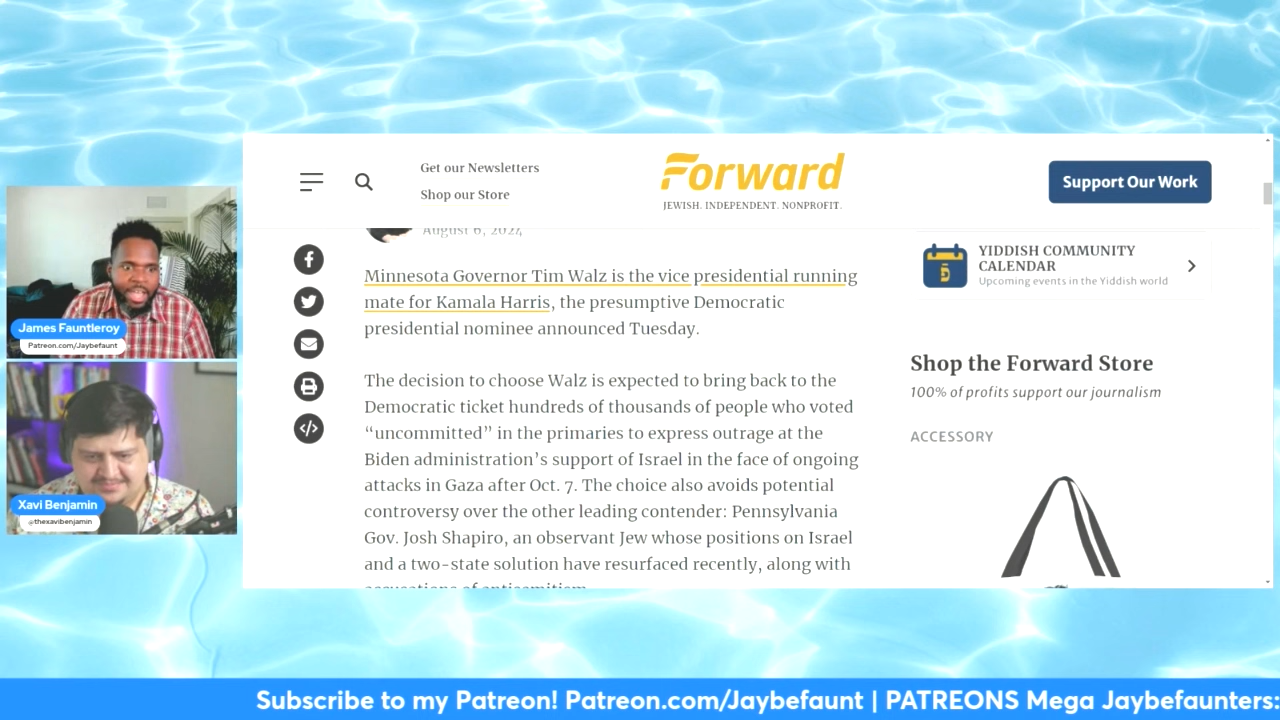 Get our Newsletters
Shop our Store
Forward
JEWISH. INDEPENDENT. NONPROFIT.
Support Our Work
August 6, 2024
Minnesota Governor Tim Walz is the vice presidential running
mate for Kamala Harris, the presumptive Democratic
presidential nominee announced Tuesday.
The decision to choose Walz is expected to bring back to the
Democratic ticket hundreds of thousands of people who voted
“uncommitted” in the primaries to express outrage at the
Biden administration’s support of Israel in the face of ongoing
attacks in Gaza after Oct. 7. The choice also avoids potential
controversy over the other leading contender: Pennsylvania
Gov. Josh Shapiro, an observant Jew whose positions on Israel
and a two-state solution have resurfaced recently, along with
accusations of antisemitism
YIDDISH COMMUNITY
CALENDAR
Upcoming events in the Yiddish world
Shop the Forward Store
100% of profits support our journalism
ACCESSORY
James Fauntleroy
Patreon.com/Jaybefaunt
Xavi Benjamin
@thexavibenjamin
Subscribe to my Patreon! Patreon.com/Jaybefaunt | PATREONS Mega Jaybefaunters: